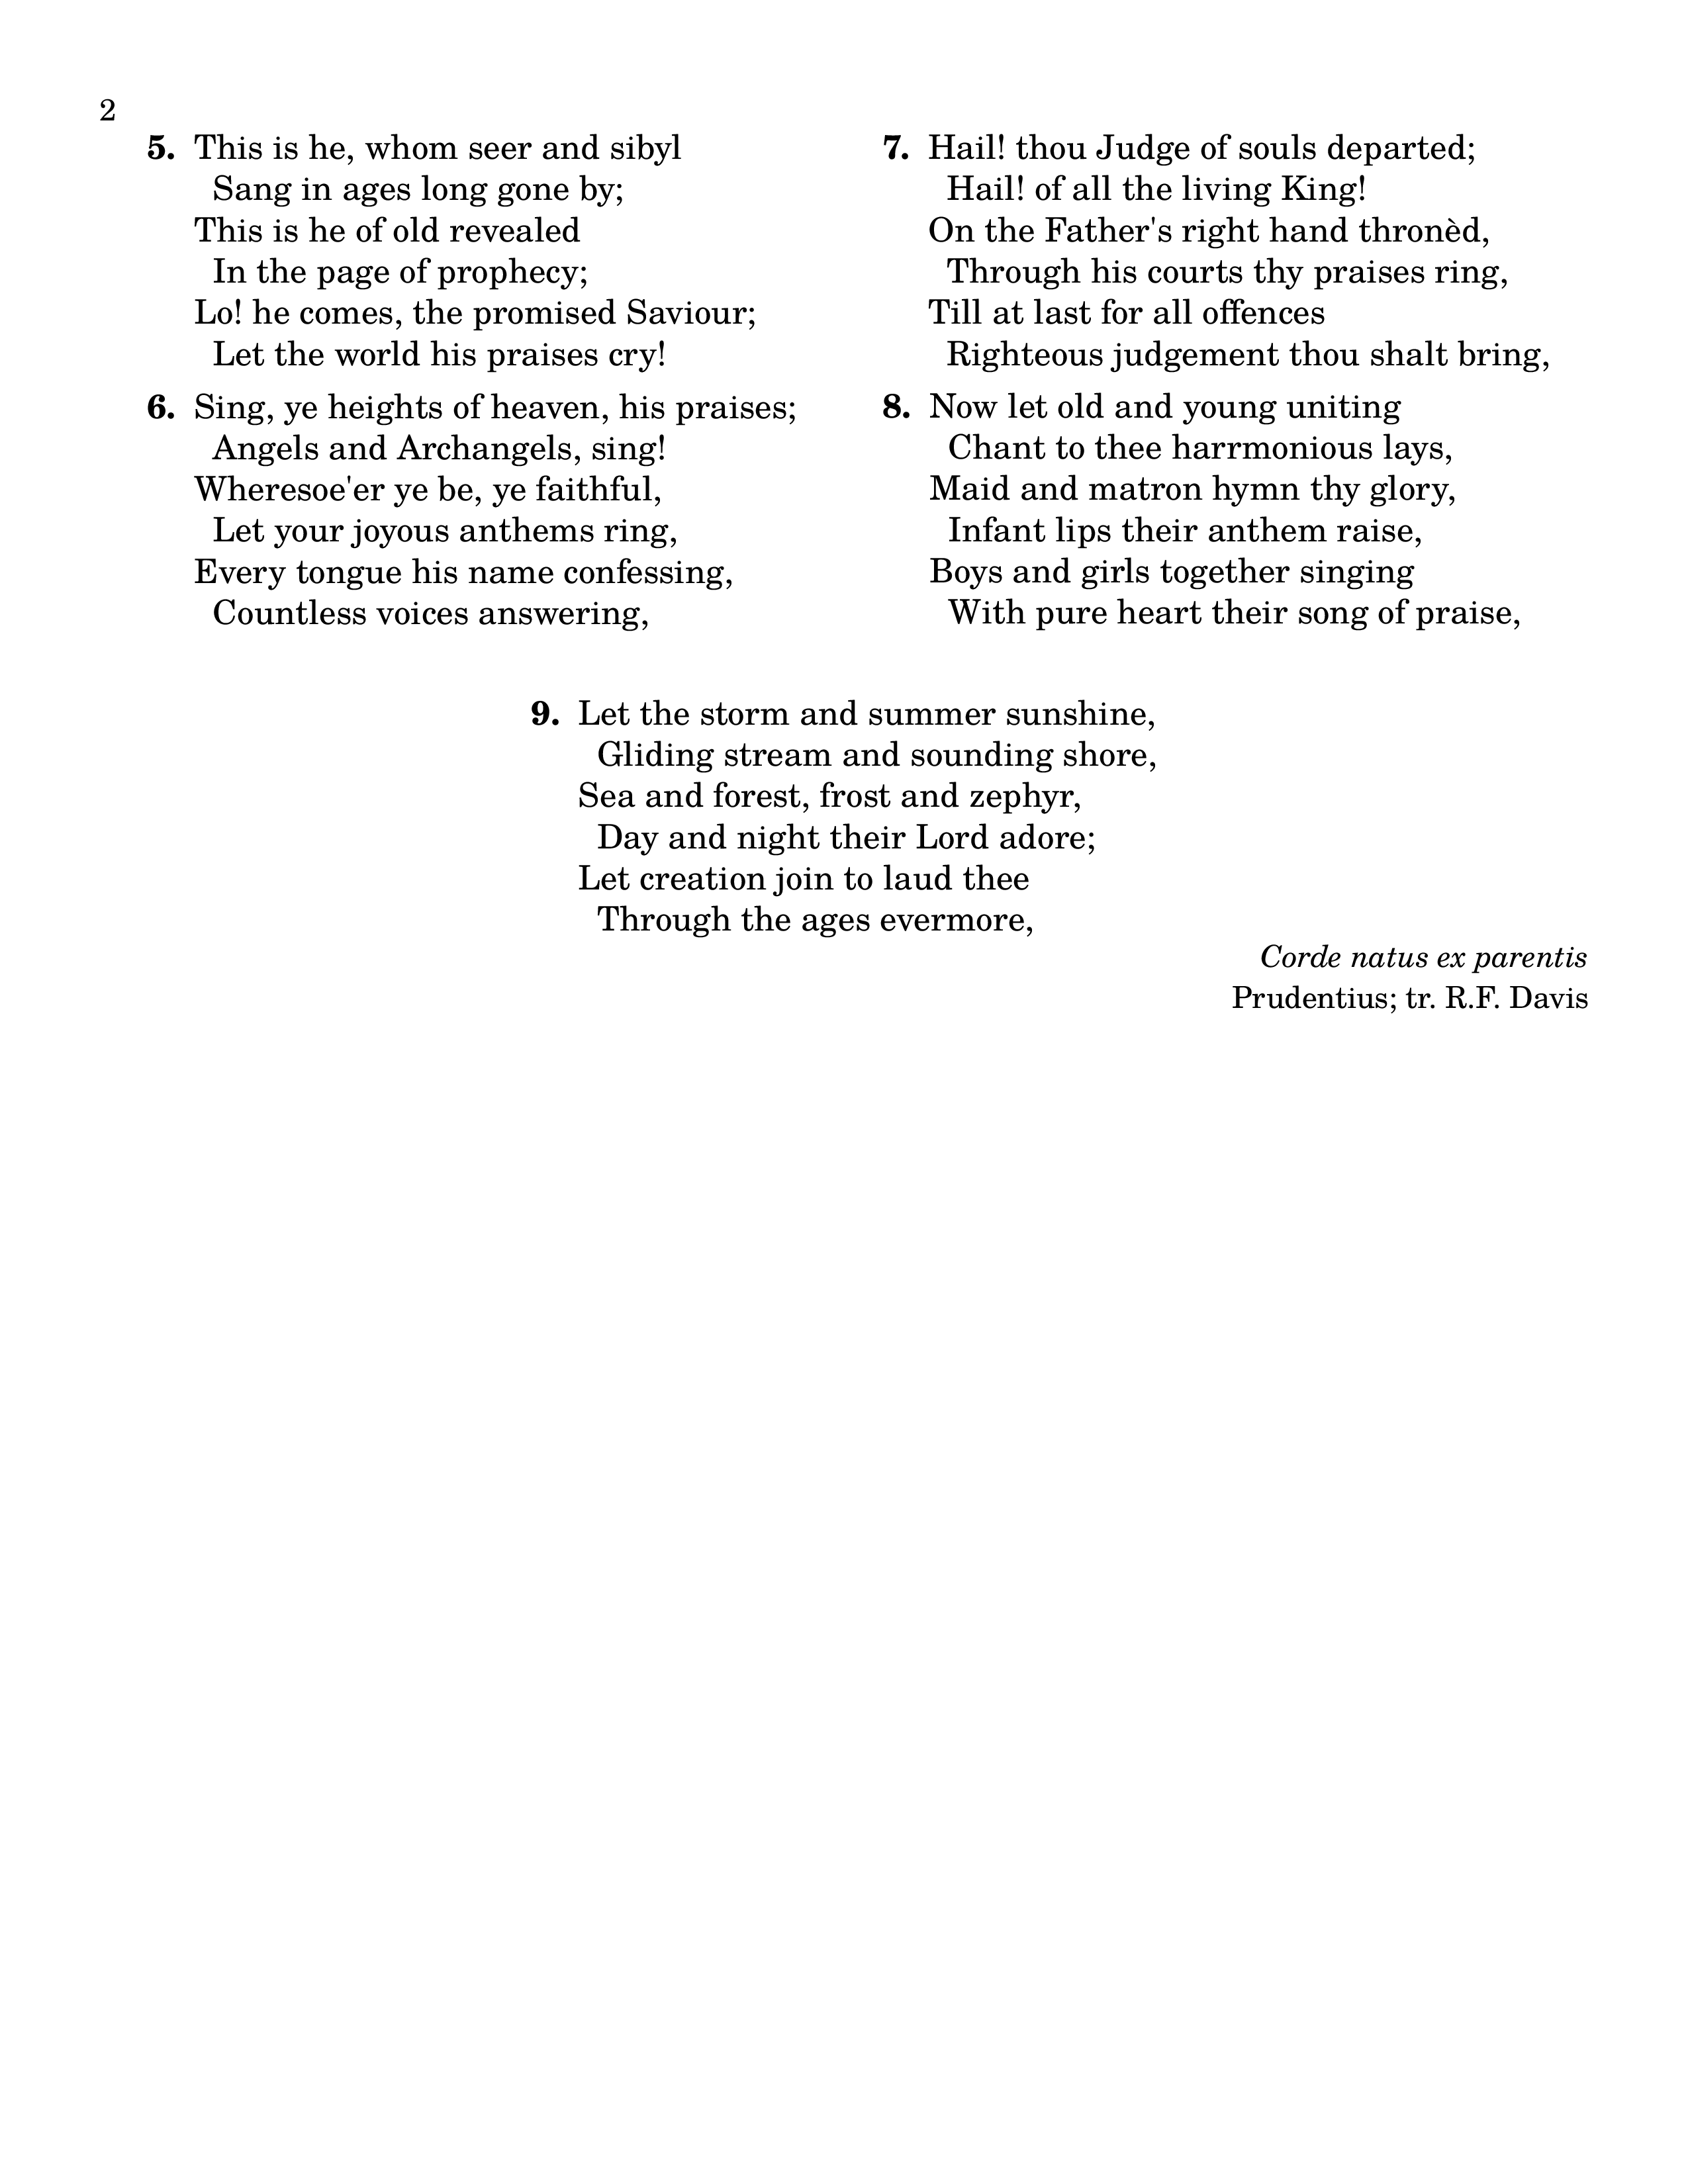 2
5. This is he, whom seer and sibyl
Sang in ages long gone by;
This is he of old revealed
In the page of prophecy;
Lo! he comes, the promised Saviour;
Let the world his praises cry!
6. Sing, ye heights of heaven, his praises;
Angels and Archangels, sing!
Wheresoe'er ye be, ye faithful,
Let your joyous anthems ring,
Every tongue his name confessing,
Countless voices answering,
7. Hail! thou Judge of souls departed;
Hail! of all the living King!
On the Father's right hand thronèd,
Through his courts thy praises ring,
Till at last for all offences
Righteous judgement thou shalt bring,
8. Now let old and young uniting
Chant to thee harrmonious lays,
Maid and matron hymn thy glory,
Infant lips their anthem raise,
Boys and girls together singing
With pure heart their song of praise,
9. Let the storm and summer sunshine,
Gliding stream and sounding shore,
Sea and forest, frost and zephyr,
Day and night their Lord adore;
Let creation join to laud thee
Through the ages evermore,
Corde natus ex parentis
Prudentius; tr. R.F. Davis